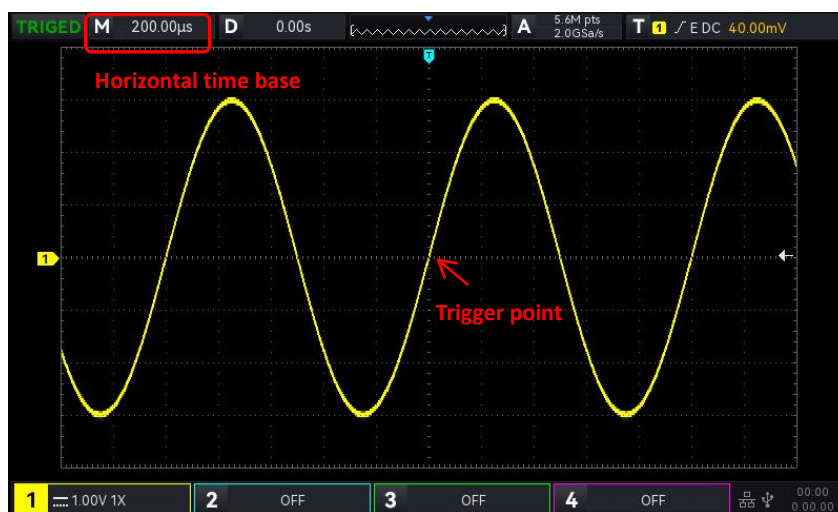 TRIGED M 200.00µs D 0.00s A 5.6M pts 2.0GSa/s T 1 E DC 40.00mV
Horizontal time base
T
1
Trigger point
1 1.00V 1X 2 OFF 3 OFF 4 OFF 00:00
0.00.00